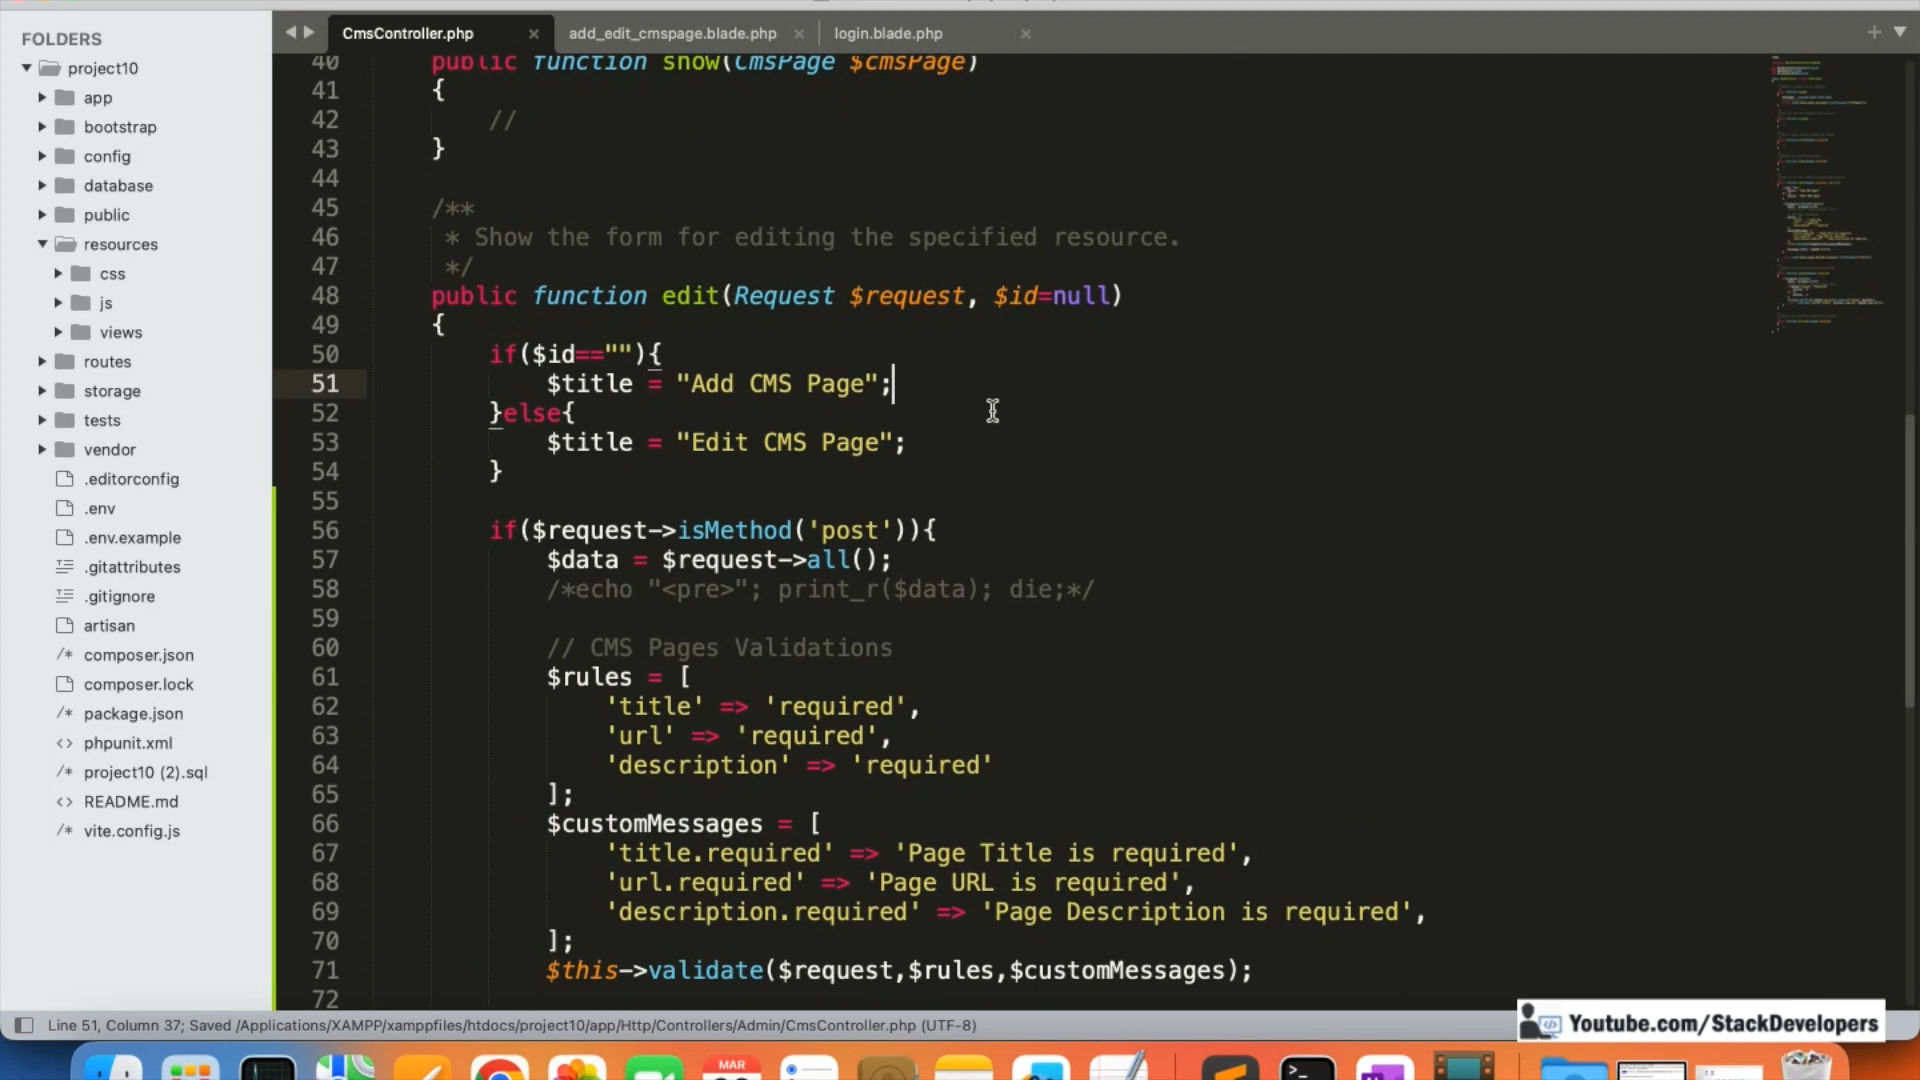 FOLDERS
project10
app
bootstrap
config
database
public
resources
css
js
views
routes
storage
tests
vendor
.editorconfig
.env
.env.example
.gitattributes
.gitignore
artisan
/* composer.json
composer.lock
/* package.json
<> phpunit.xml
/* project10 (2).sql
<> README.md
/* vite.config.js
CmsController.php × add_edit_cmspage.blade.php × login.blade.php ×
40 public function show(CmsPage $cmsPage)
41 {
42 //
43 }
44
45 /**
46 * Show the form for editing the specified resource.
47 */
48 public function edit(Request $request, $id=null)
49 {
50 if($id==""){
51 $title = "Add CMS Page";
52 }else{
53 $title = "Edit CMS Page";
54 }
55
56 if($request->isMethod('post')){
57 $data = $request->all();
58 /*echo "<pre>"; print_r($data); die;*/
59
60 // CMS Pages Validations
61 $rules = [
62 'title' => 'required',
63 'url' => 'required',
64 'description' => 'required'
65 ];
66 $customMessages = [
67 'title.required' => 'Page Title is required',
68 'url.required' => 'Page URL is required',
69 'description.required' => 'Page Description is required',
70 ];
71 $this->validate($request,$rules,$customMessages);
72
Line 51, Column 37; Saved /Applications/XAMPP/xamppfiles/htdocs/project10/app/Http/Controllers/Admin/CmsController.php (UTF-8)
Youtube.com/StackDevelopers
MAR